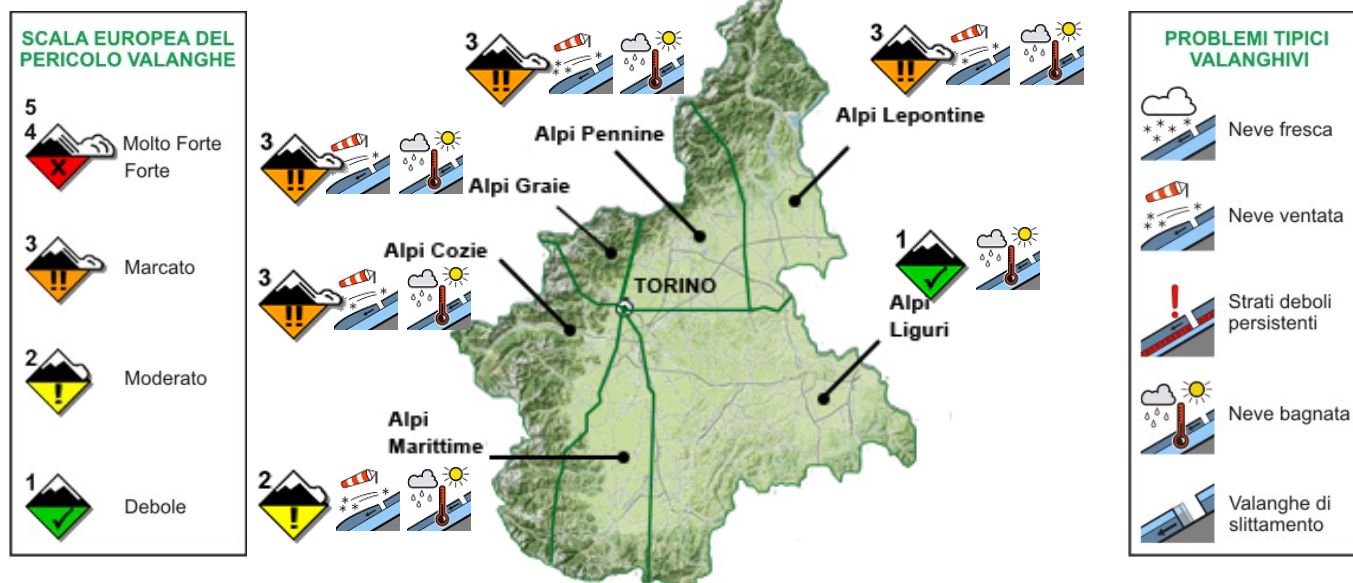 SCALA EUROPEA DEL
PERICOLO VALANGHE
5
4
Molto Forte
Forte
3
Marcato
2
Moderato
1
Debole
3
3
Alpi Pennine
Alpi Lepontine
3
Alpi Graie
Alpi Cozie
3
TORINO
1
Alpi
Liguri
Alpi
Marittime
2
PROBLEMI TIPICI
VALANGHIVI
Neve fresca
Neve ventata
Strati deboli
persistenti
Neve bagnata
Valanghe di
slittamento